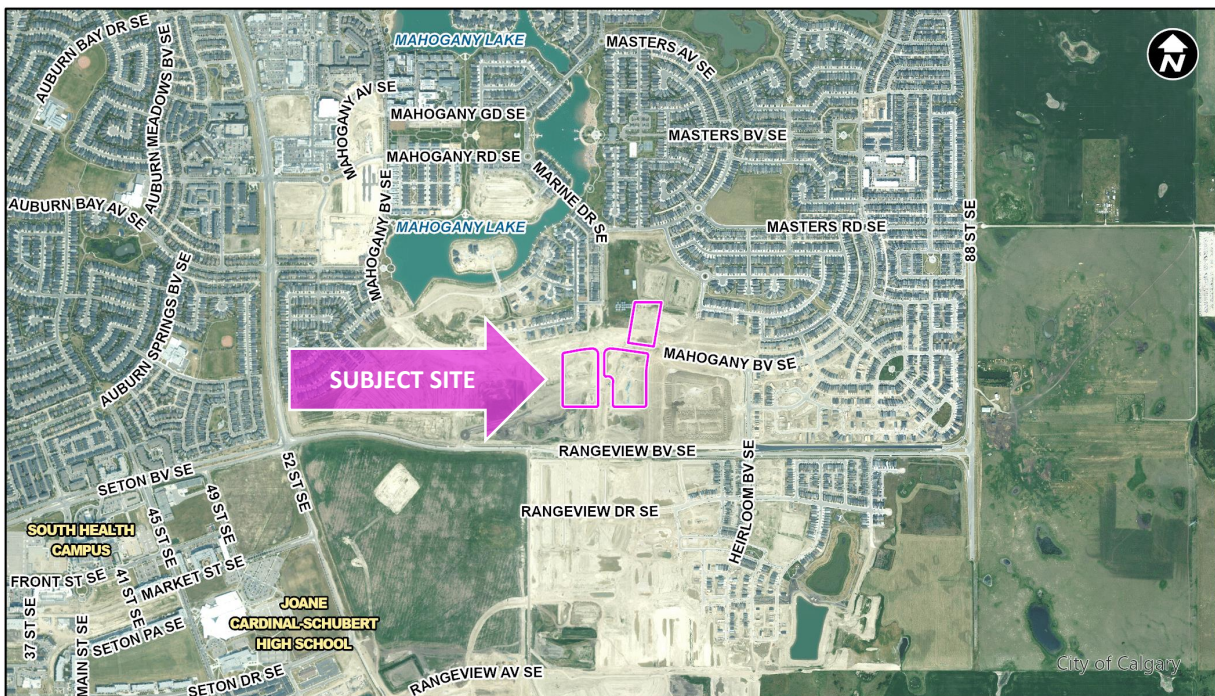 AUBURN BAY DR SE
AUBURN MEADOWS BV SE
MAHOGANY LAKE
MASTERS AV SE
N
MAHOGANY AV SE
MAHOGANY GD SE
MASTERS BV SE
MAHOGANY RD SE
MARINE DR SE
AUBURN BAY AV SE
MAHOGANY BV SE
MAHOGANY LAKE
MASTERS RD SE
88 ST SE
AUBURN SPRINGS BV SE
SUBJECT SITE
MAHOGANY BV SE
RANGEVIEW BV SE
SETON BV SE
52 ST SE
49 ST SE
HEIRLOOM BV SE
RANGEVIEW DR SE
45 ST SE
SOUTH HEALTH
CAMPUS
FRONT ST SE
41 ST SE
MARKET ST SE
37 ST SE
MAIN ST SE
SETON PA SE
JOANE
CARDINAL-SCHUBERT
HIGH SCHOOL
SETON DR SE
RANGEVIEW AV SE
City of Calgary